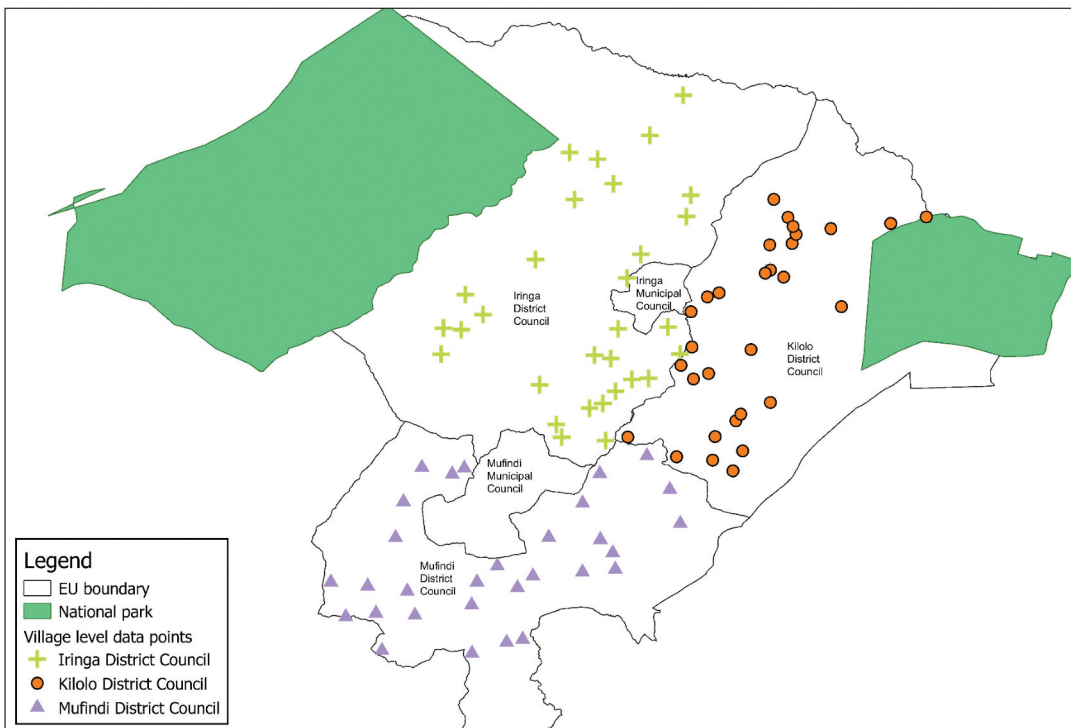 Iringa
District
Council
Iringa
Municipal
Council
Kilolo
District
Council
Mufindi
Municipal
Council
Mufindi
District
Council
Legend
EU boundary
National park
Village level data points
Iringa District Council
Kilolo District Council
Mufindi District Council